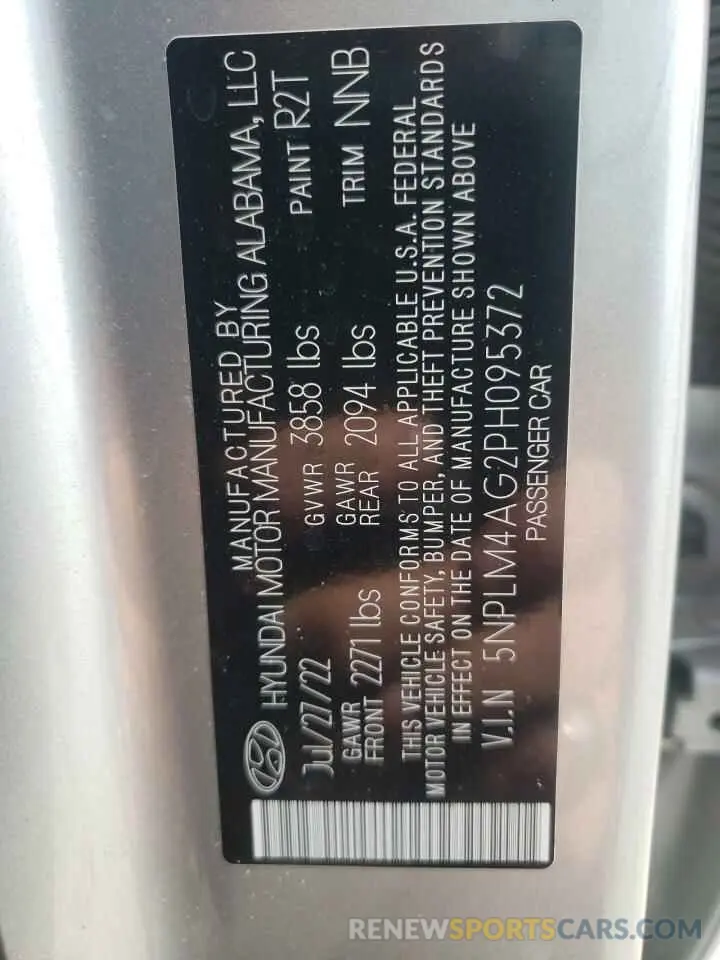 MANUFACTURED BY
HYUNDAI MOTOR MANUFACTURING ALABAMA, LLC
Jul/27/22 GVWR 3858 lbs PAINT R2T
GAWR FRONT 2271 lbs GAWR REAR 2094 lbs TRIM NNB
THIS VEHICLE CONFORMS TO ALL APPLICABLE U.S.A. FEDERAL
MOTOR VEHICLE SAFETY, BUMPER, AND THEFT PREVENTION STANDARDS
IN EFFECT ON THE DATE OF MANUFACTURE SHOWN ABOVE
V.I.N 5NPLM4AG2PH095372
PASSENGER CAR
RENEWSPORTSCARS.COM